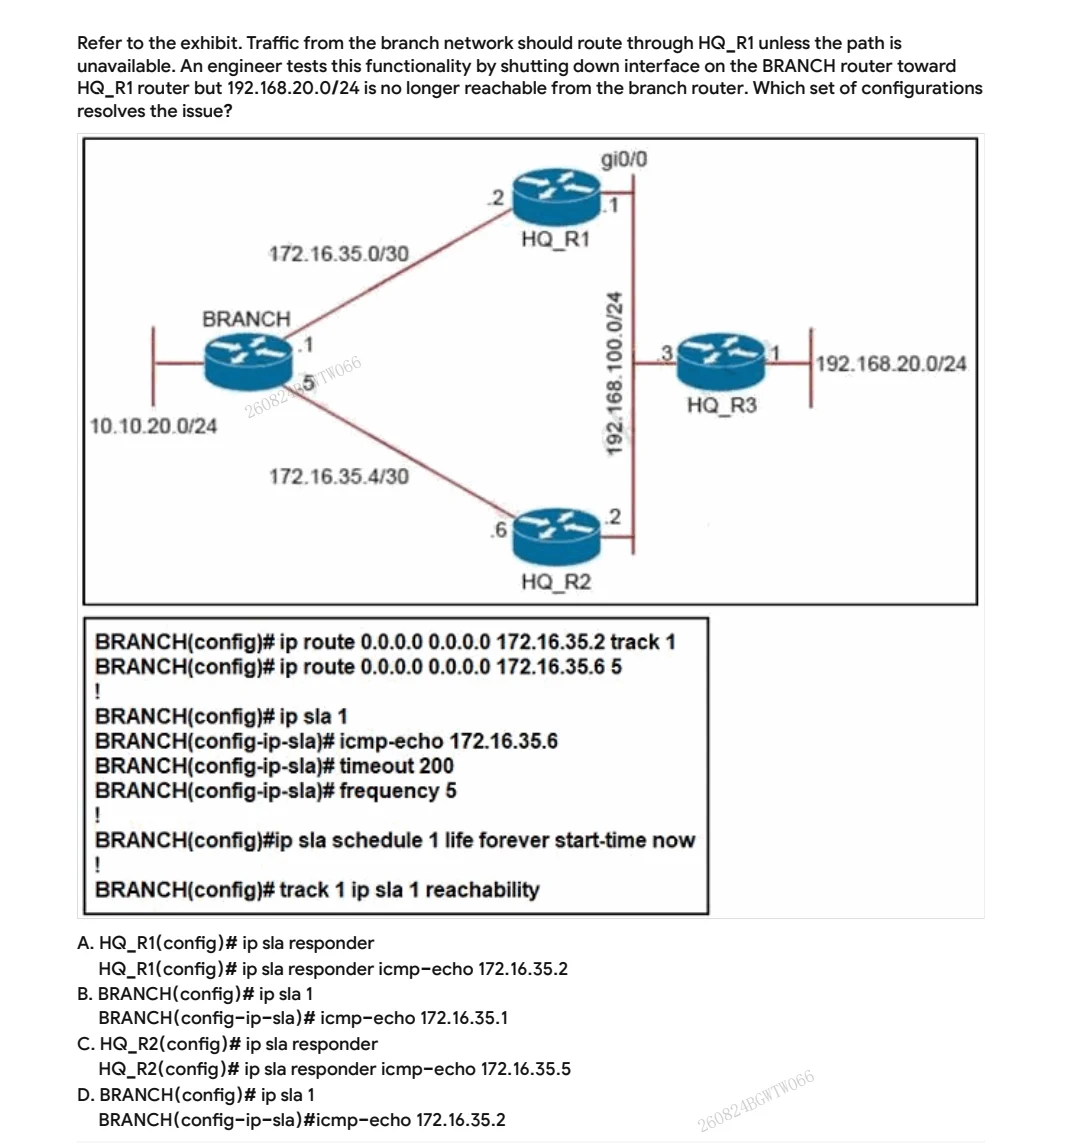 Refer to the exhibit. Traffic from the branch network should route through HQ_R1 unless the path is
unavailable. An engineer tests this functionality by shutting down interface on the BRANCH router toward
HQ_R1 router but 192.168.20.0/24 is no longer reachable from the branch router. Which set of configurations
resolves the issue?
gi0/0
.2
.1
HQ_R1
172.16.35.0/30
BRANCH
.1
192.168.100.0/24
.3
1
192.168.20.0/24
5
HQ_R3
10.10.20.0/24
172.16.35.4/30
.2
.6
HQ_R2
BRANCH(config)# ip route 0.0.0.0 0.0.0.0 172.16.35.2 track 1
BRANCH(config)# ip route 0.0.0.0 0.0.0.0 172.16.35.6 5
!
BRANCH(config)# ip sla 1
BRANCH(config-ip-sla)# icmp-echo 172.16.35.6
BRANCH(config-ip-sla)# timeout 200
BRANCH(config-ip-sla)# frequency 5
!
BRANCH(config)#ip sla schedule 1 life forever start-time now
!
BRANCH(config)# track 1 ip sla 1 reachability
A. HQ_R1(config)# ip sla responder
HQ_R1(config)# ip sla responder icmp-echo 172.16.35.2
B. BRANCH(config)# ip sla 1
BRANCH(config-ip-sla)# icmp-echo 172.16.35.1
C. HQ_R2(config)# ip sla responder
HQ_R2(config)# ip sla responder icmp-echo 172.16.35.5
D. BRANCH(config)# ip sla 1
BRANCH(config-ip-sla)#icmp-echo 172.16.35.2
260824BGWTW066